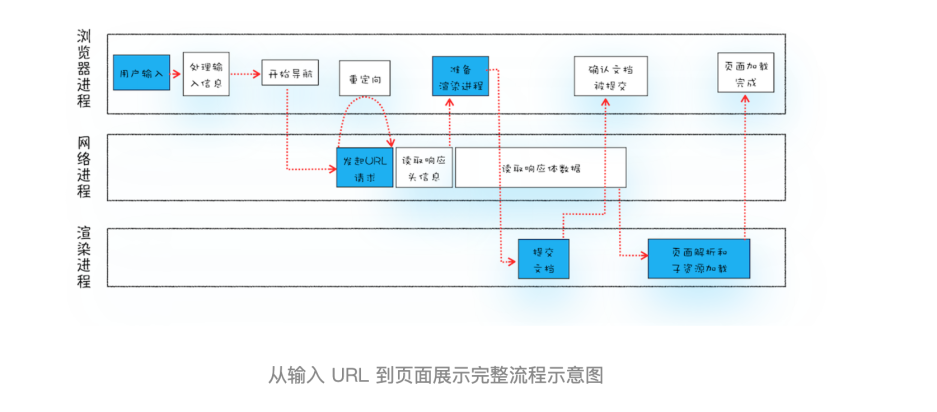 浏览器进程
用户输入
处理输
入信息
开始导航
重定向
准备
渲染进程
确认文档
被提交
页面加载
完成
网络进程
发起URL
请求
读取响应
头信息
读取响应体数据
渲染进程
提交
文档
页面解析和
子资源加载
从输入 URL 到页面展示完整流程示意图